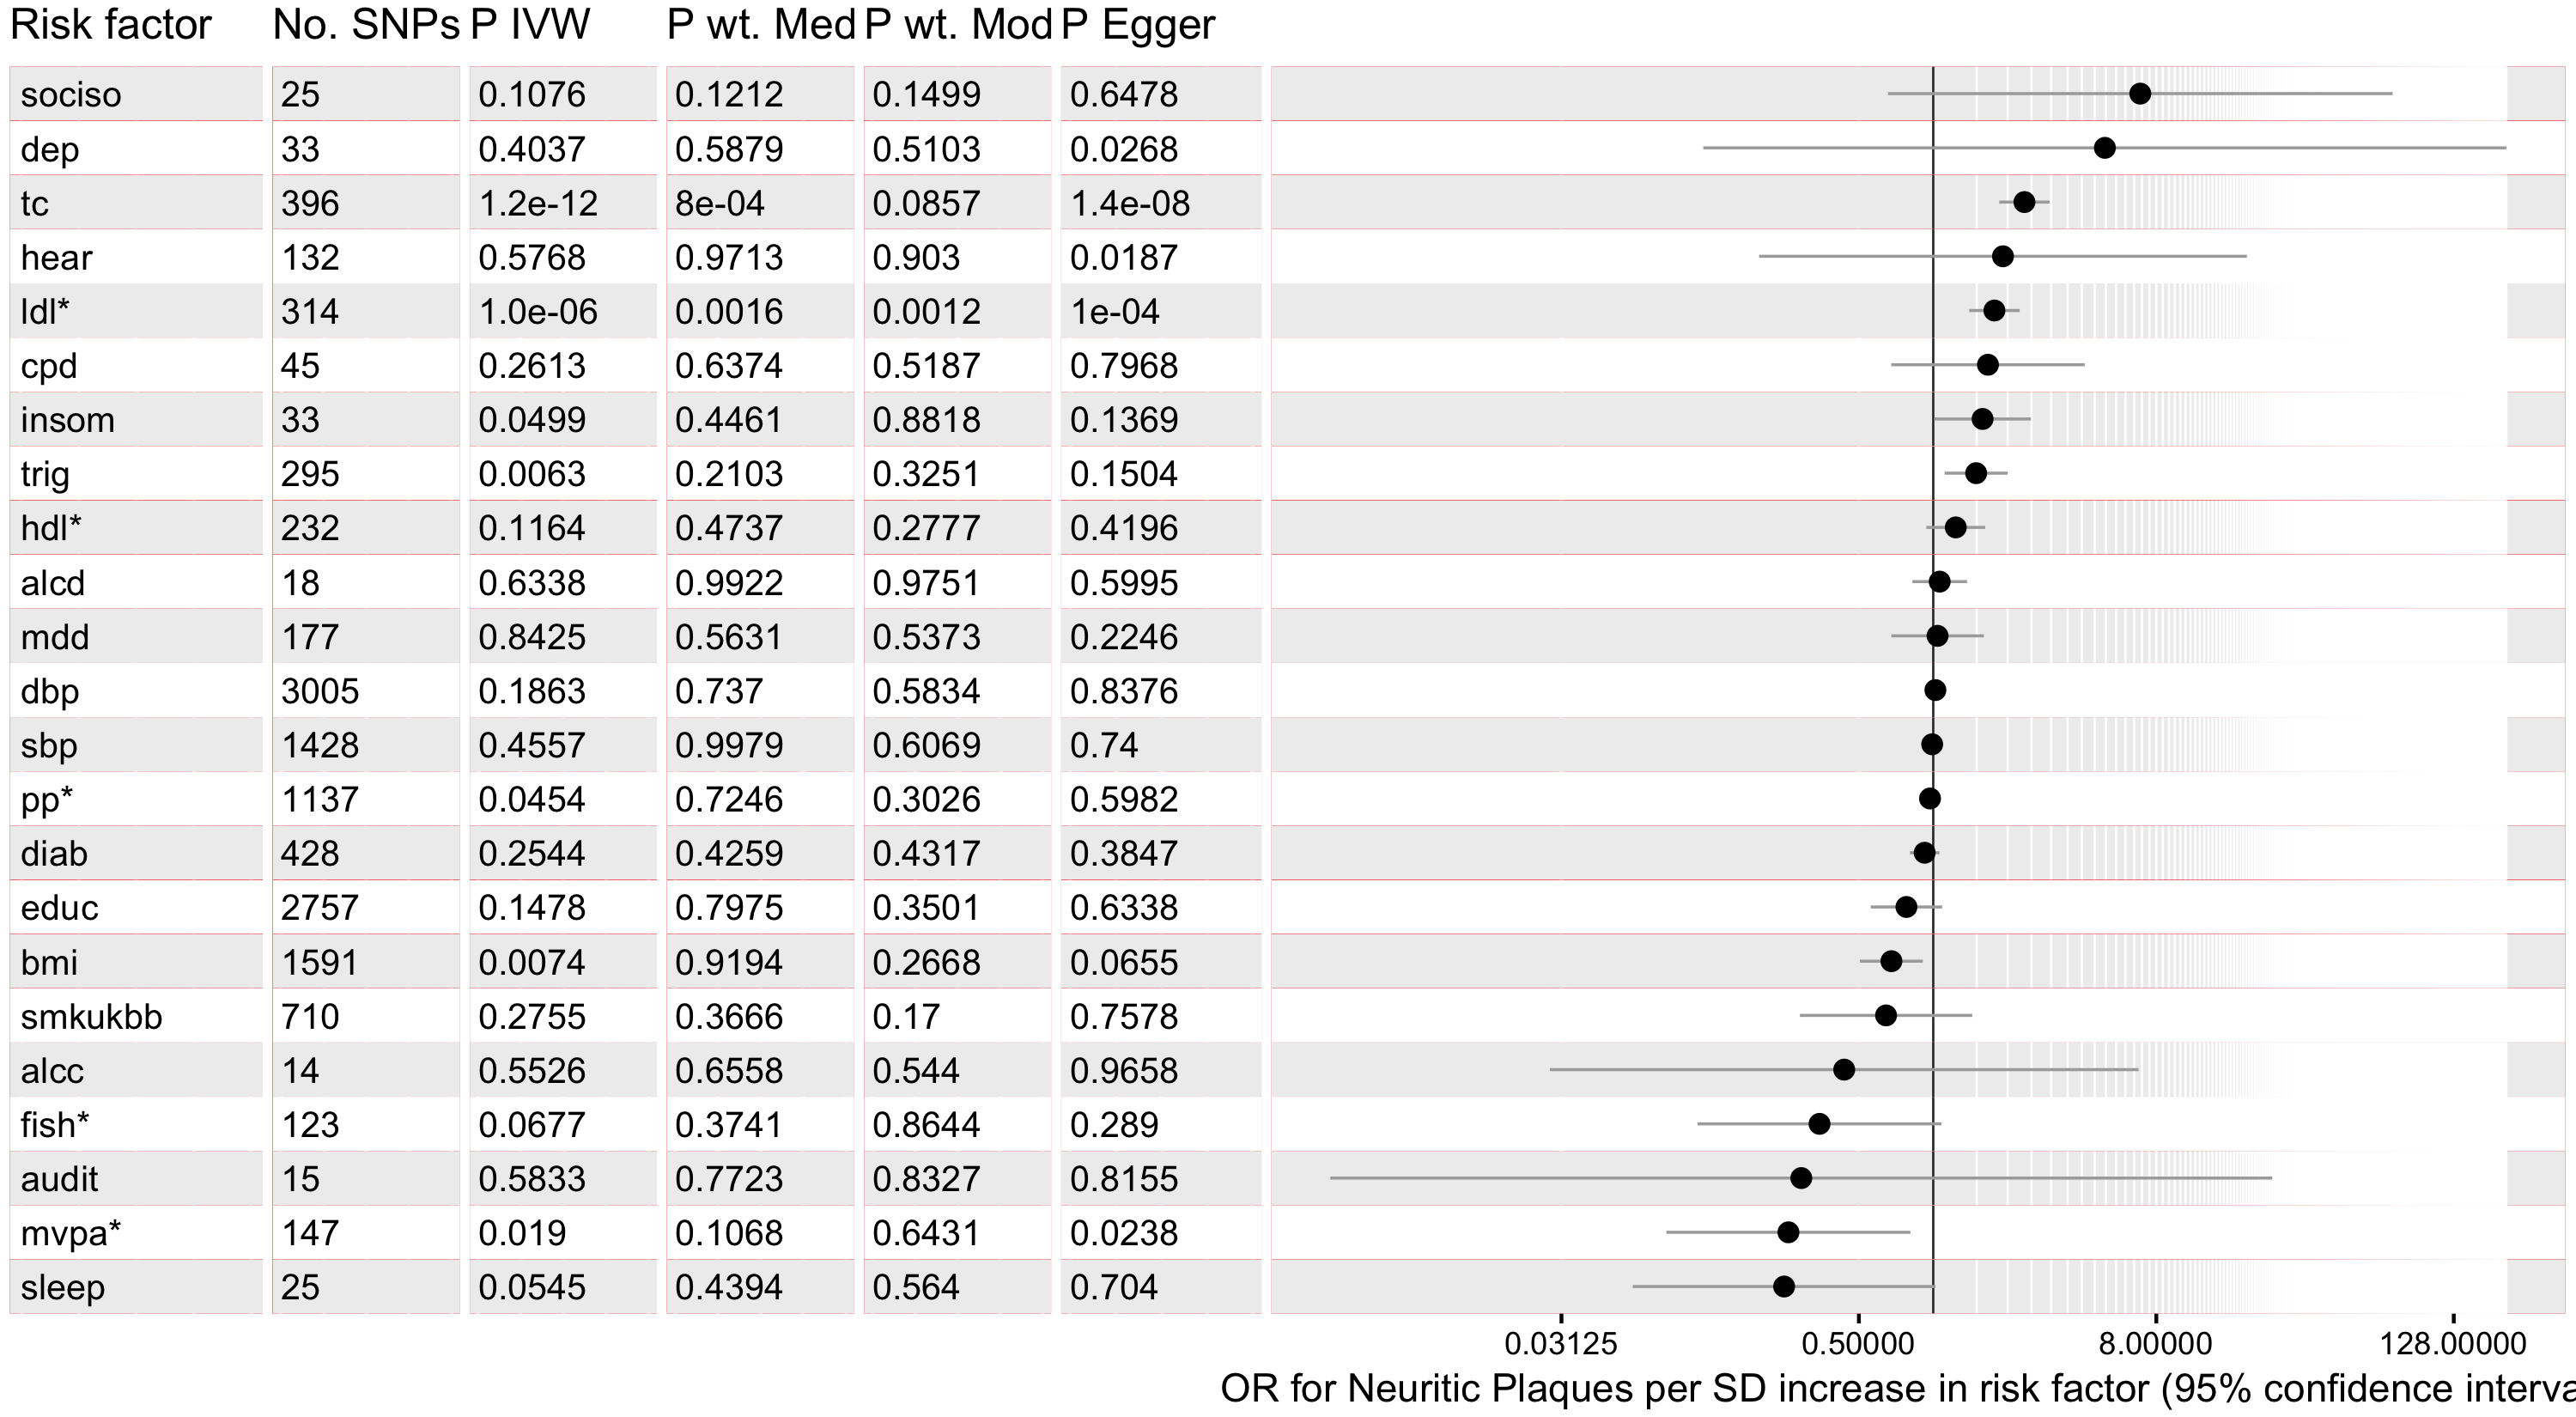 Risk factor No. SNPs P IVW P wt. Med P wt. Mod P Egger
sociso 25 0.1076 0.1212 0.1499 0.6478
dep 33 0.4037 0.5879 0.5103 0.0268
tc 396 1.2e-12 8e-04 0.0857 1.4e-08
hear 132 0.5768 0.9713 0.903 0.0187
ldl* 314 1.0e-06 0.0016 0.0012 1e-04
cpd 45 0.2613 0.6374 0.5187 0.7968
insom 33 0.0499 0.4461 0.8818 0.1369
trig 295 0.0063 0.2103 0.3251 0.1504
hdl* 232 0.1164 0.4737 0.2777 0.4196
alcd 18 0.6338 0.9922 0.9751 0.5995
mdd 177 0.8425 0.5631 0.5373 0.2246
dbp 3005 0.1863 0.737 0.5834 0.8376
sbp 1428 0.4557 0.9979 0.6069 0.74
pp* 1137 0.0454 0.7246 0.3026 0.5982
diab 428 0.2544 0.4259 0.4317 0.3847
educ 2757 0.1478 0.7975 0.3501 0.6338
bmi 1591 0.0074 0.9194 0.2668 0.0655
smkukbb 710 0.2755 0.3666 0.17 0.7578
alcc 14 0.5526 0.6558 0.544 0.9658
fish* 123 0.0677 0.3741 0.8644 0.289
audit 15 0.5833 0.7723 0.8327 0.8155
mvpa* 147 0.019 0.1068 0.6431 0.0238
sleep 25 0.0545 0.4394 0.564 0.704
0.03125 0.50000 8.00000 128.00000
OR for Neuritic Plaques per SD increase in risk factor (95% confidence interva